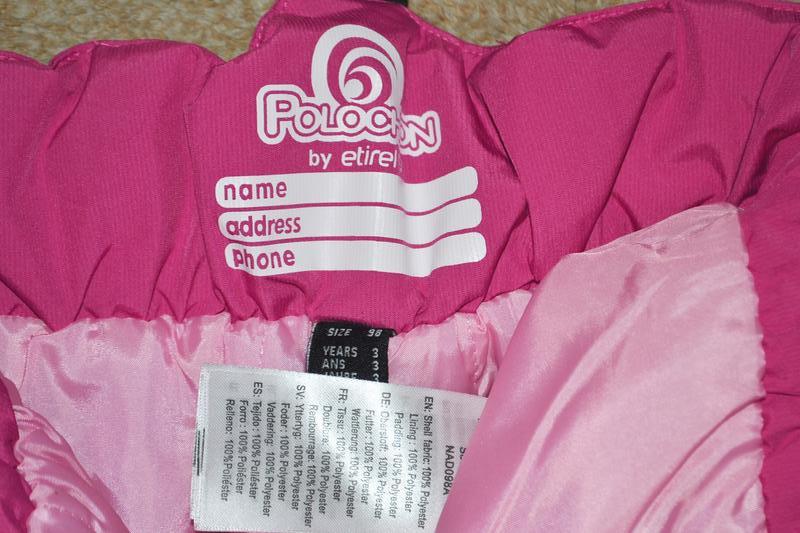 POLOCHON
by etirel
name
address
phone
SIZE 98
YEARS 3
ANS 3
3
NAD098A
EN: Shell fabric: 100% Polyester
Lining : 100% Polyester
Padding: 100% Polyester
DE: Oberstoff: 100% Polyester
Futter: 100% Polyester
Wattierung: 100% Polyester
FR: Tissu: 100% Polyester
Doublure: 100% Polyester
Rembourrage: 100% Polyester
SV: Yttertyg: 100% Polyester
Foder: 100% Polyester
Vaddering: 100% Polyester
ES: Tejido: 100% Poliéster
Forro: 100% Poliéster
Relleno: 100%Poliéster